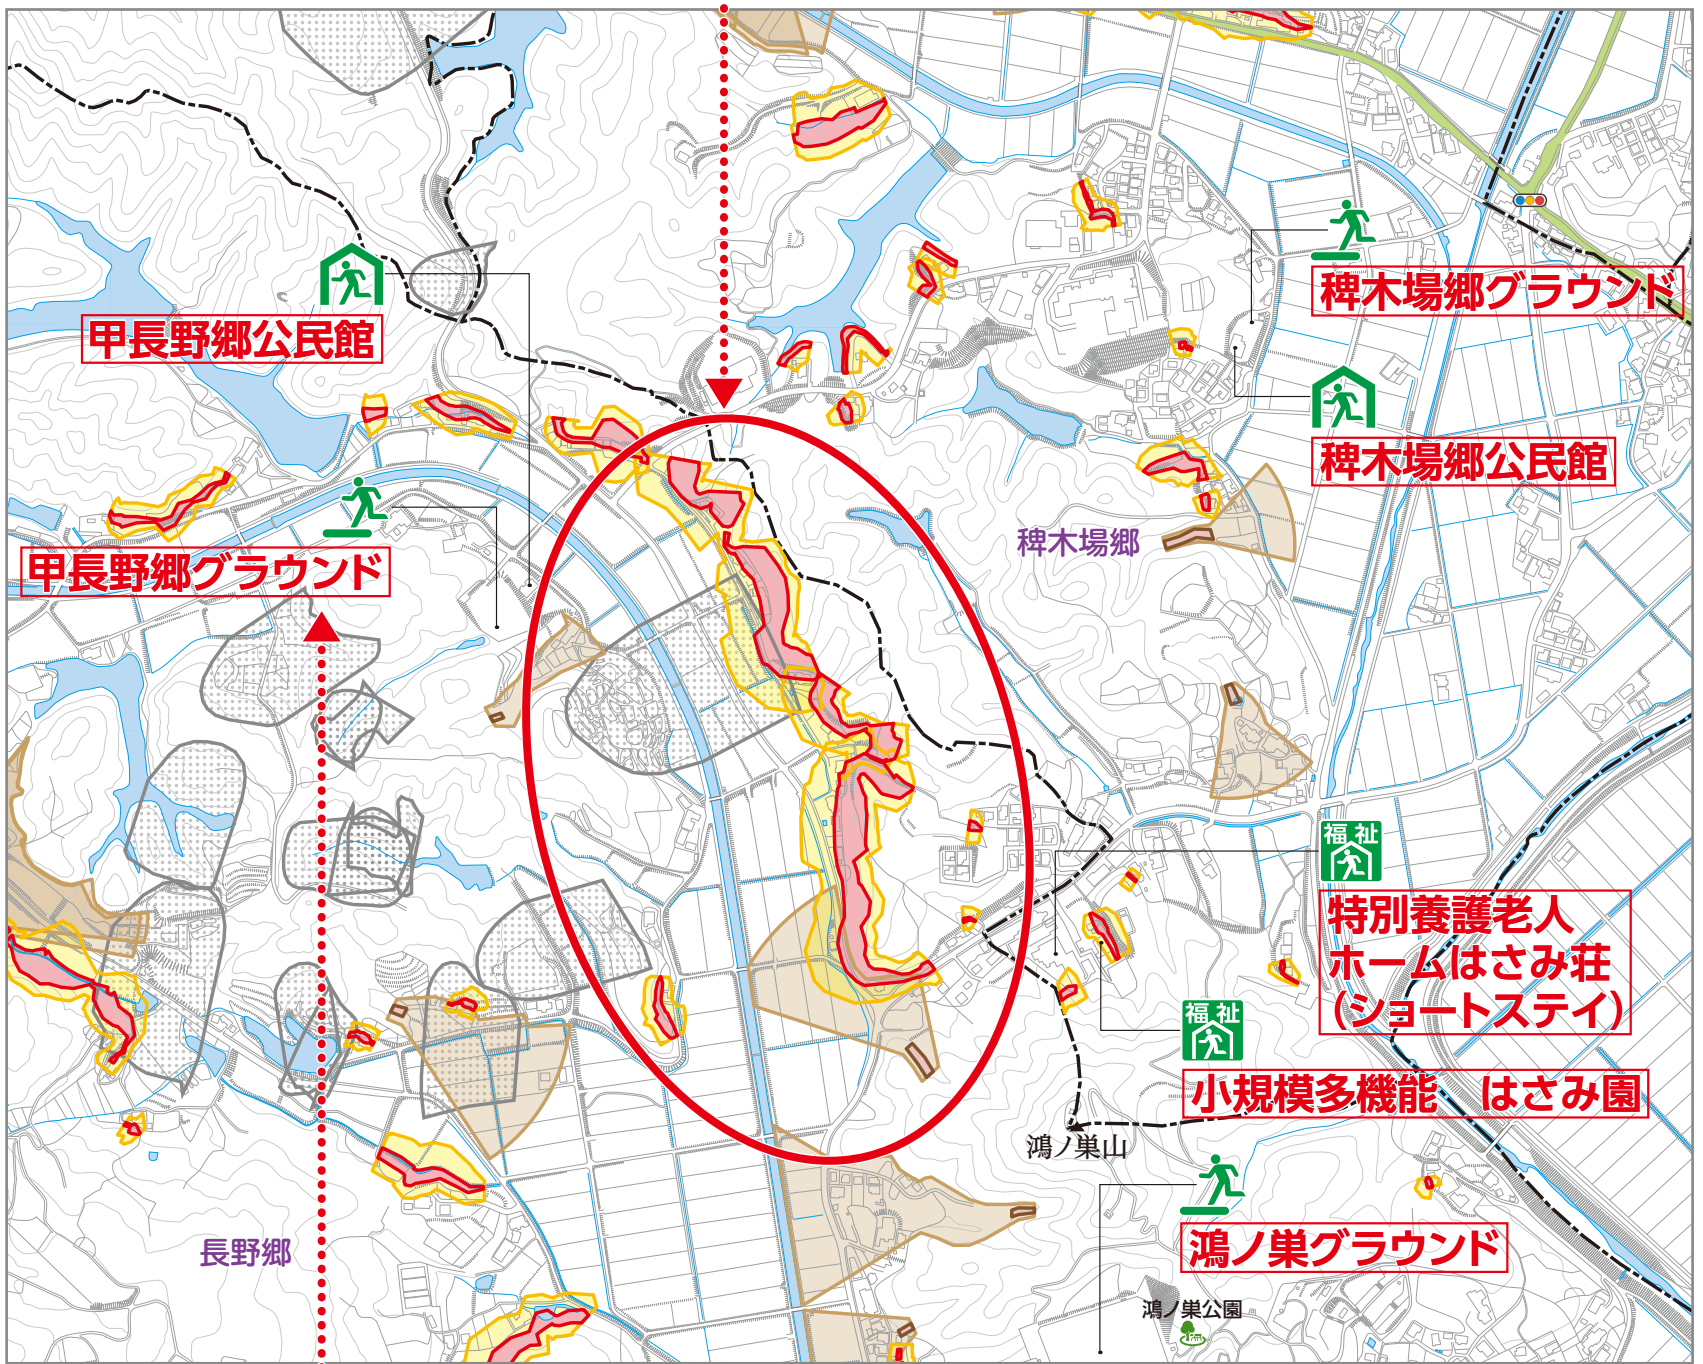 稗木場郷グラウンド
甲長野郷公民館
稗木場郷公民館
稗木場郷
甲長野郷グラウンド
福祉
特別養護老人
ホームはさみ荘
（ショートステイ）
福祉
小規模多機能　はさみ園
鴻ノ巣山
鴻ノ巣グラウンド
長野郷
鴻ノ巣公園